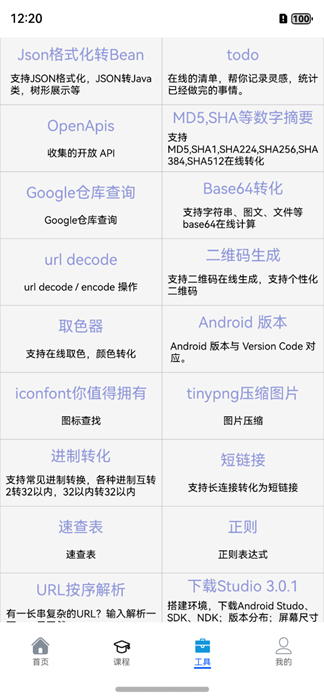 12:20
100
Json格式化转Bean
支持JSON格式化，JSON转Java
类，树形展示等
todo
在线的清单，帮你记录灵感，统计
已经做完的事情。
OpenApis
收集的开放 API
MD5,SHA等数字摘要
支持
MD5,SHA1,SHA224,SHA256,SHA
384,SHA512在线转化
Google仓库查询
Google仓库查询
Base64转化
支持字符串、图文、文件等
base64在线计算
url decode
url decode / encode 操作
二维码生成
支持二维码在线生成，支持个性化
二维码
取色器
支持在线取色，颜色转化
Android 版本
Android 版本与 Version Code 对
应。
iconfont你值得拥有
图标查找
tinypng压缩图片
图片压缩
进制转化
支持常见进制转换，各种进制互转
2转32以内，32以内转32以内
短链接
支持长连接转化为短链接
速查表
速查表
正则
正则表达式
URL按序解析
有一长串复杂的URL？输入解析一
下载Studio 3.0.1
搭建环境，下载Android Studo、
SDK、NDK；版本分布；屏幕尺寸
首页
课程
工具
我的